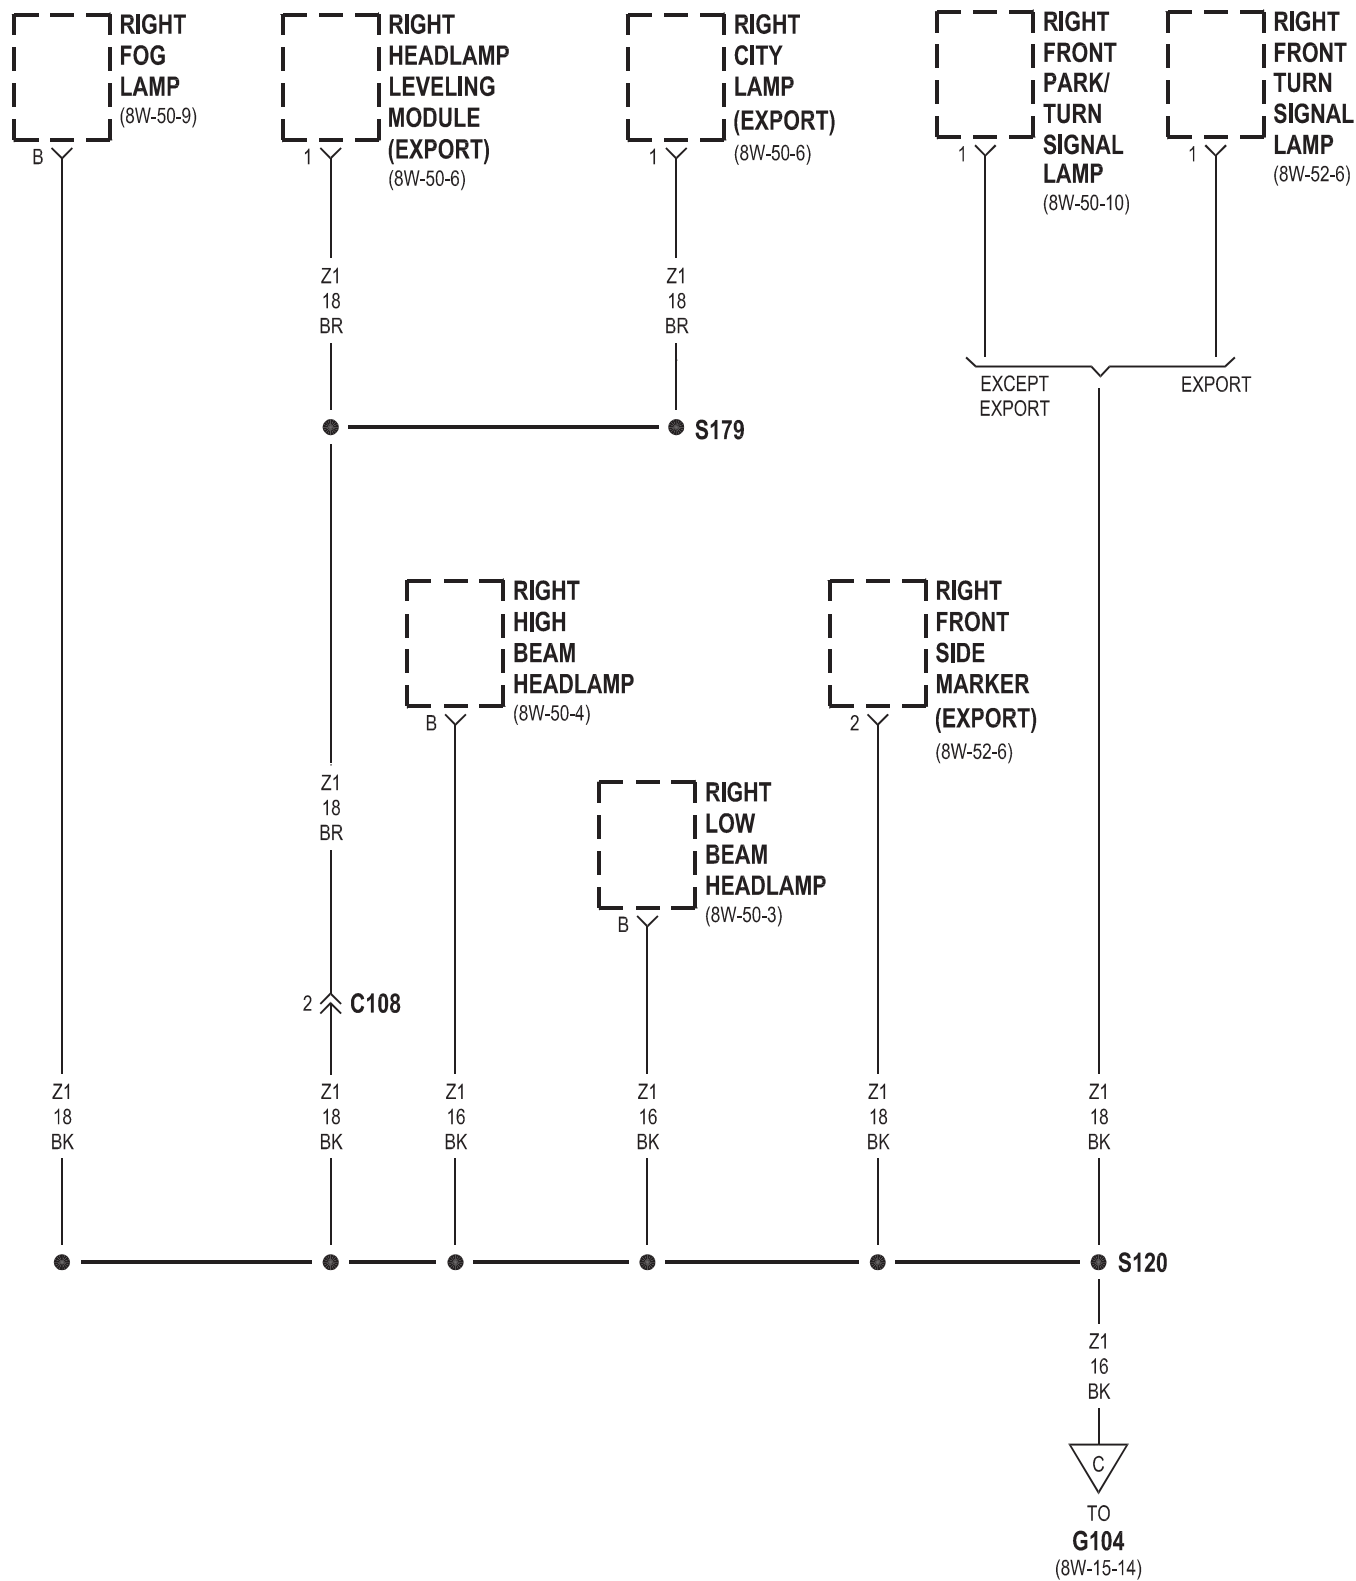 RIGHT
FOG
LAMP
(8W-50-9)
B
RIGHT
HEADLAMP
LEVELING
MODULE
(EXPORT)
(8W-50-6)
1
RIGHT
CITY
LAMP
(EXPORT)
(8W-50-6)
1
RIGHT
FRONT
PARK/
TURN
SIGNAL
LAMP
(8W-50-10)
1
RIGHT
FRONT
TURN
SIGNAL
LAMP
(8W-52-6)
1
Z1
18
BR
Z1
18
BR
EXCEPT
EXPORT
EXPORT
S179
RIGHT
HIGH
BEAM
HEADLAMP
(8W-50-4)
B
RIGHT
FRONT
SIDE
MARKER
(EXPORT)
(8W-52-6)
2
Z1
18
BR
RIGHT
LOW
BEAM
HEADLAMP
(8W-50-3)
B
2
C108
Z1
18
BK
Z1
18
BK
Z1
16
BK
Z1
16
BK
Z1
18
BK
Z1
18
BK
S120
Z1
16
BK
C
TO
G104
(8W-15-14)